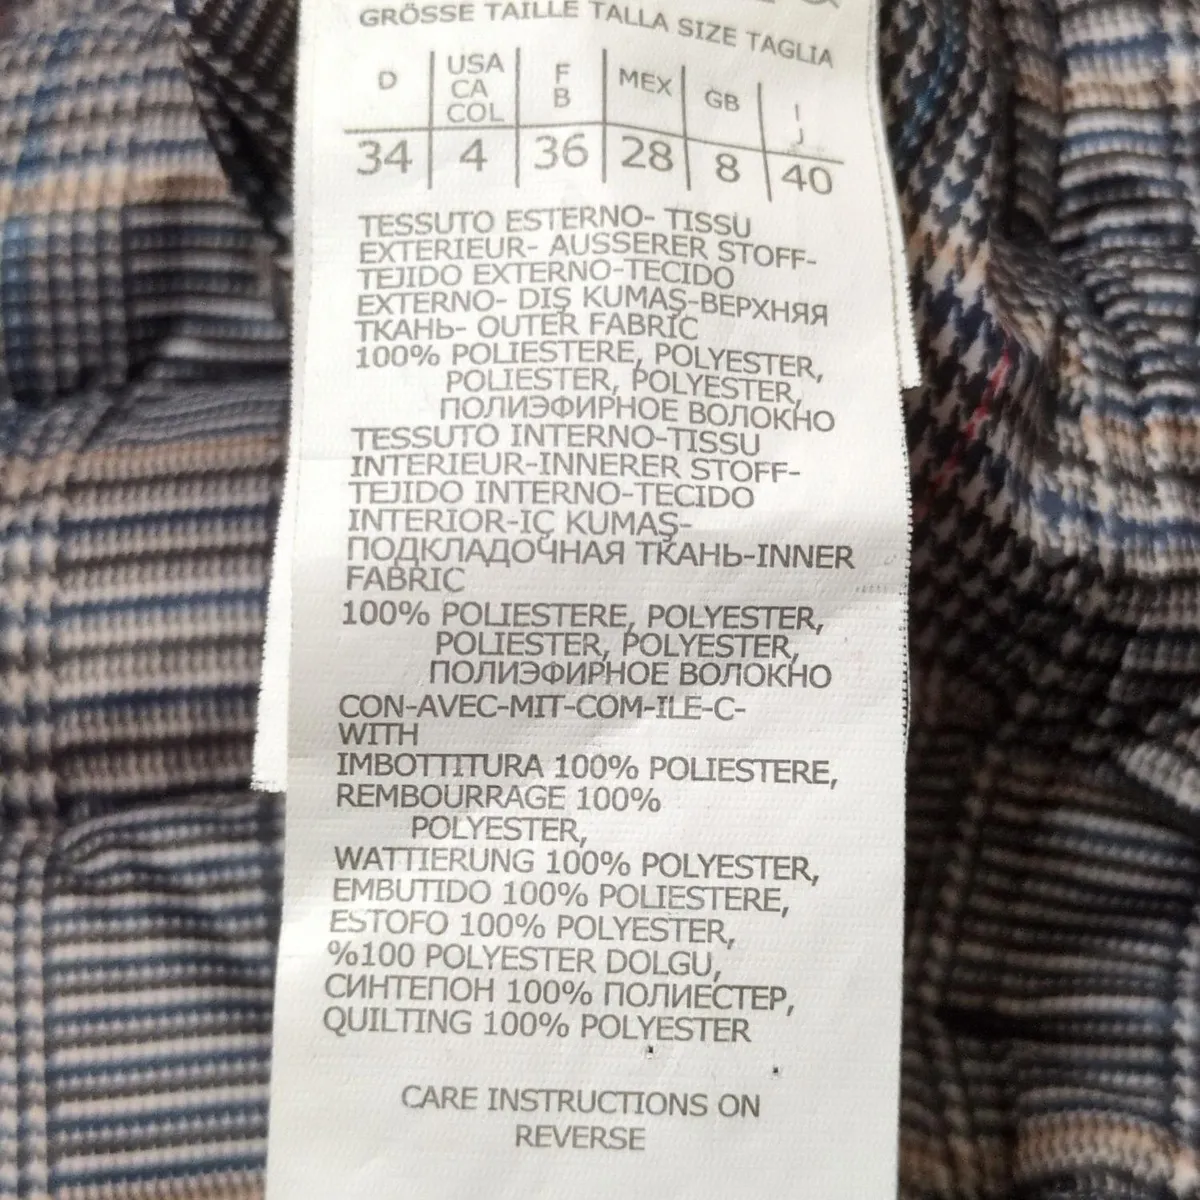 GRÖSSE TAILLE TALLA SIZE TAGLIA
D USA CA COL F B MEX GB I J
34 4 36 28 8 40
TESSUTO ESTERNO- TISSU
EXTERIEUR- AUSSERER STOFF-
TEJIDO EXTERNO-TECIDO
EXTERNO- DIŞ KUMAŞ-ВЕРХНЯЯ
ТКАНЬ- OUTER FABRIC
100% POLIESTERE, POLYESTER,
POLIESTER, POLYESTER,
ПОЛИЭФИРНОЕ ВОЛОКНО
TESSUTO INTERNO-TISSU
INTERIEUR-INNERER STOFF-
TEJIDO INTERNO-TECIDO
INTERIOR-IÇ KUMAŞ-
ПОДКЛАДОЧНАЯ ТКАНЬ-INNER
FABRIC
100% POLIESTERE, POLYESTER,
POLIESTER, POLYESTER,
ПОЛИЭФИРНОЕ ВОЛОКНО
CON-AVEC-MIT-COM-ILE-C-
WITH
IMBOTTITURA 100% POLIESTERE,
REMBOURRAGE 100%
POLYESTER,
WATTIERUNG 100% POLYESTER,
EMBUTIDO 100% POLIESTERE,
ESTOFO 100% POLYESTER,
%100 POLYESTER DOLGU,
СИНТЕПОН 100% ПОЛИЕСТЕР,
QUILTING 100% POLYESTER
CARE INSTRUCTIONS ON
REVERSE